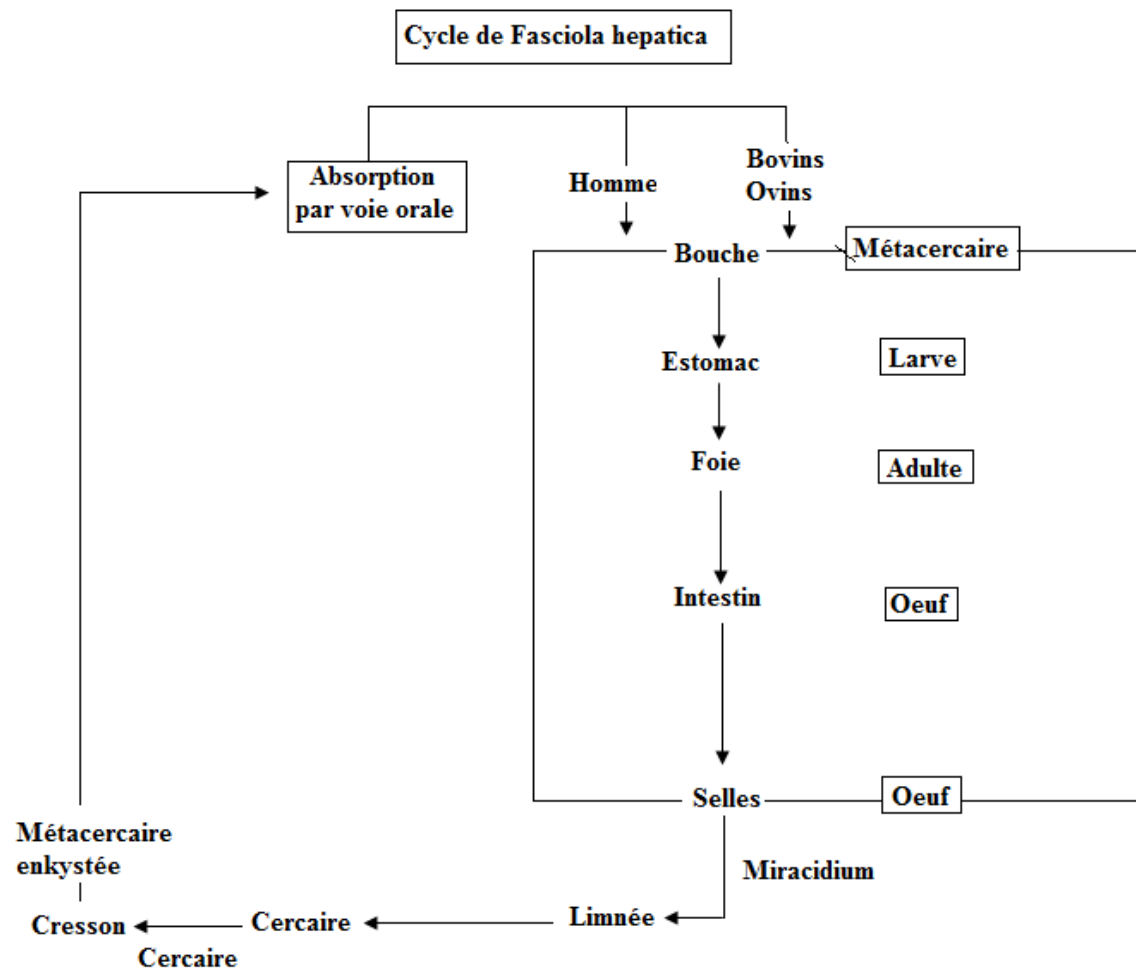 Cycle de Fasciola hepatica
Absorption
par voie orale
Homme
Bovins
Ovins
Bouche
Métacercaire
Estomac
Larve
Foie
Adulte
Intestin
Oeuf
Selles
Oeuf
Métacercaire
enkystée
Miracidium
Cresson
Cercaire
Limnée
Cercaire